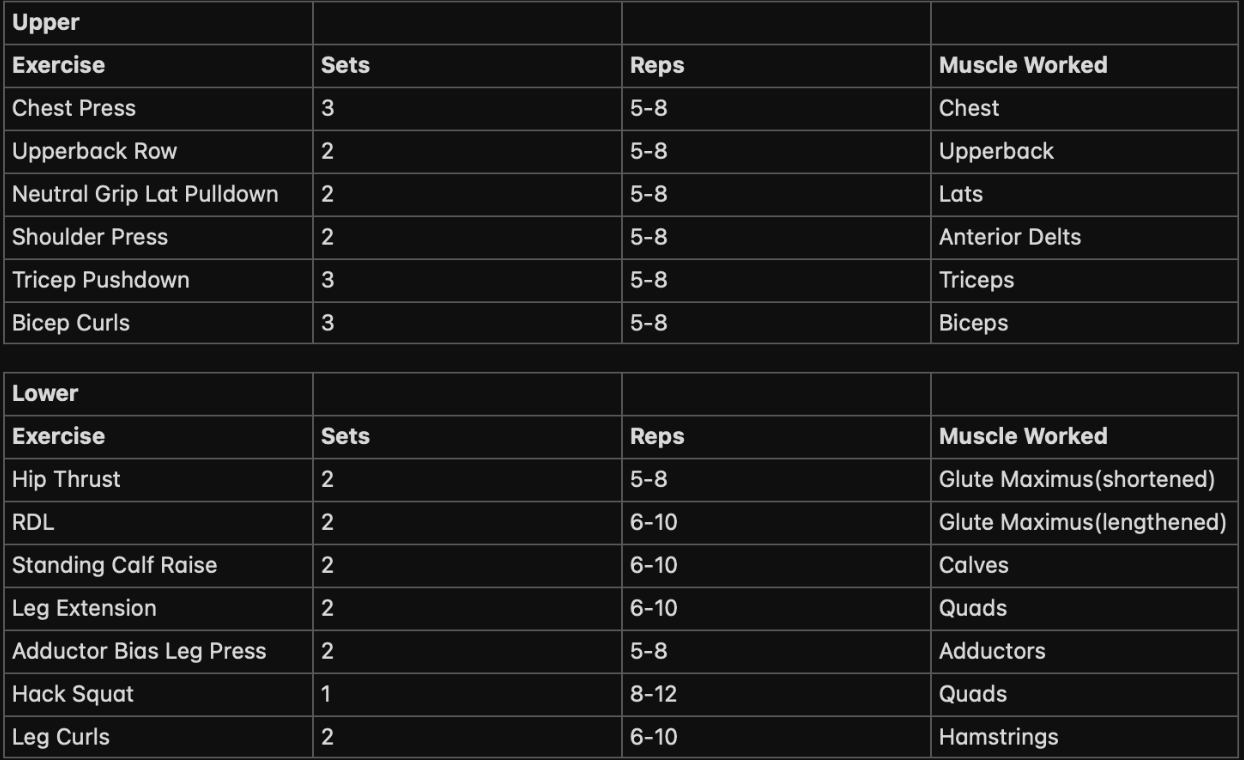 Upper
Exercise Sets Reps Muscle Worked
Chest Press 3 5-8 Chest
Upperback Row 2 5-8 Upperback
Neutral Grip Lat Pulldown 2 5-8 Lats
Shoulder Press 2 5-8 Anterior Delts
Tricep Pushdown 3 5-8 Triceps
Bicep Curls 3 5-8 Biceps
Lower
Exercise Sets Reps Muscle Worked
Hip Thrust 2 5-8 Glute Maximus(shortened)
RDL 2 6-10 Glute Maximus(lengthened)
Standing Calf Raise 2 6-10 Calves
Leg Extension 2 6-10 Quads
Adductor Bias Leg Press 2 5-8 Adductors
Hack Squat 1 8-12 Quads
Leg Curls 2 6-10 Hamstrings